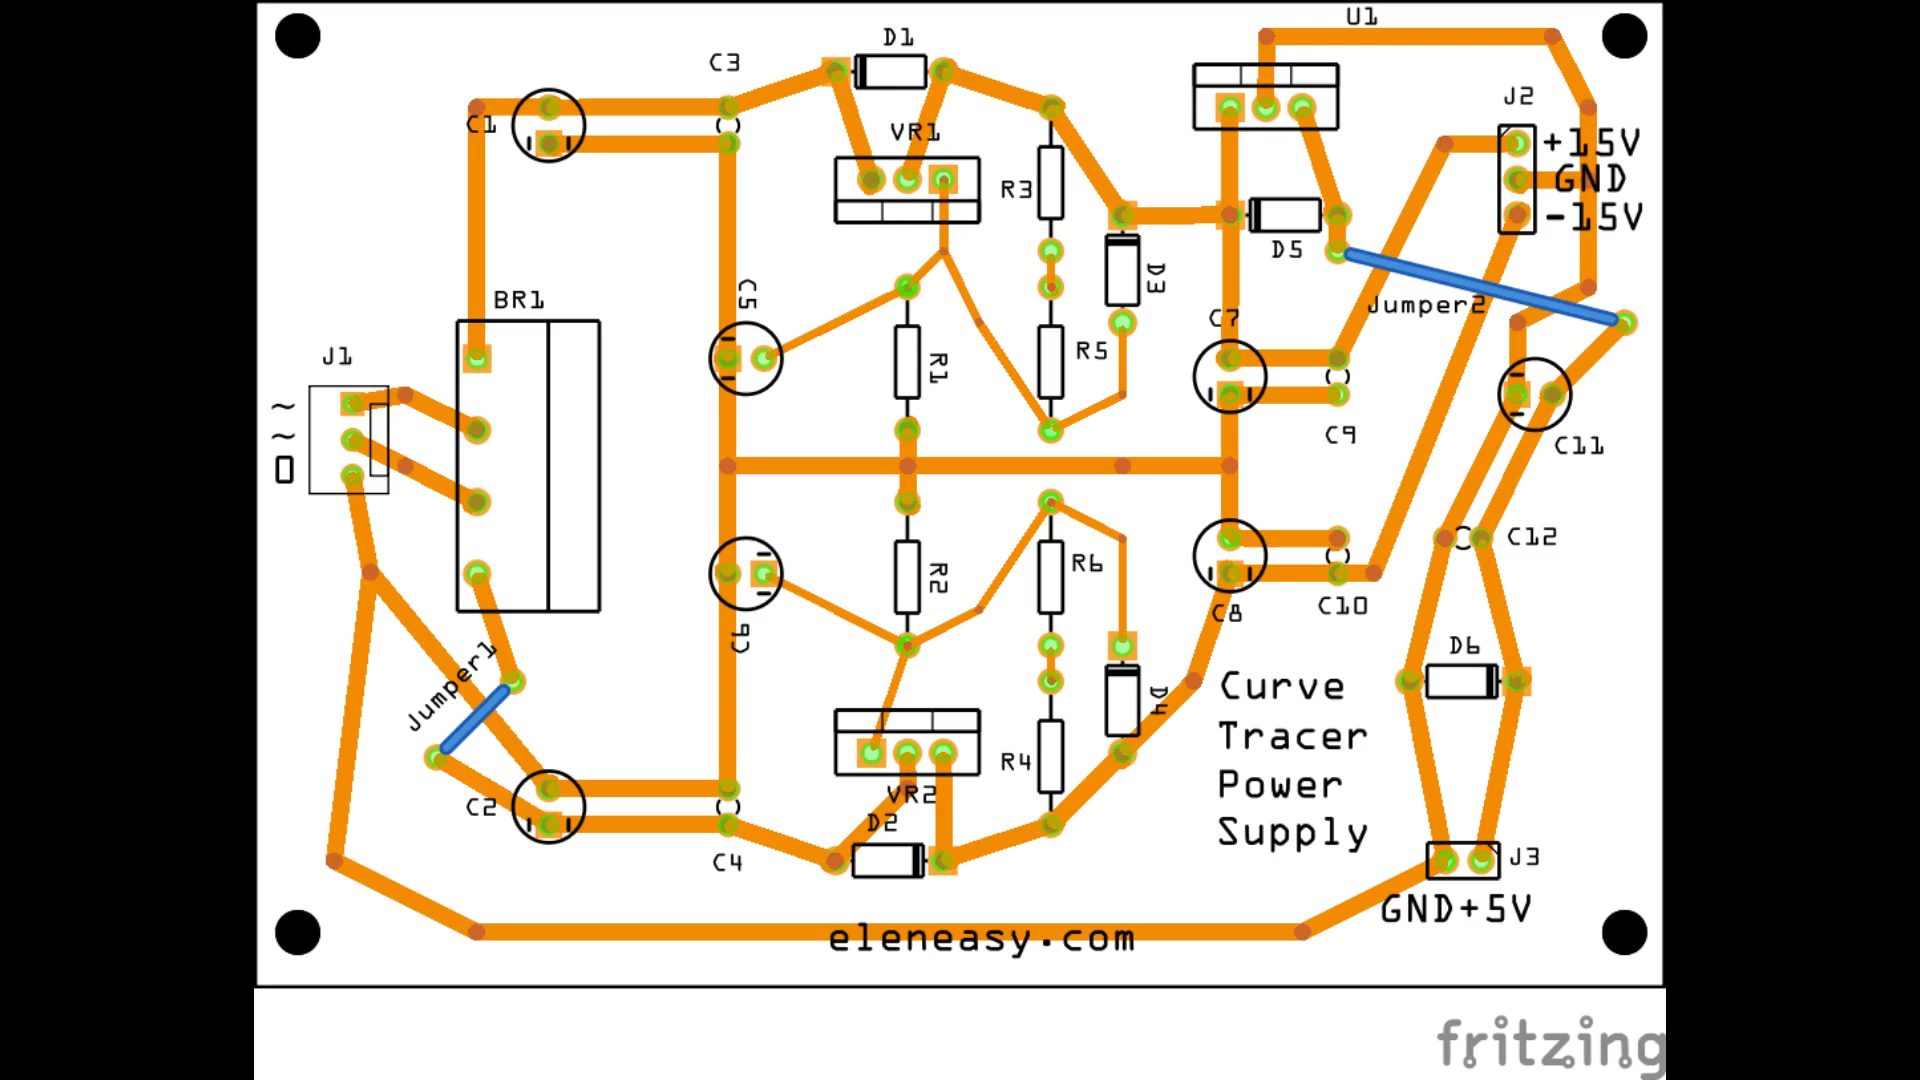 U1
D1
C3
J2
C1
VR1
+15V
GND
-15V
R3
D5
D3
C5
BR1
Jumper2
C7
J1
R5
R1
~
~
0
C9
C11
C12
R6
R2
C10
C8
C6
Jumper1
D6
D4
Curve
Tracer
Power
Supply
R4
VR2
C2
D2
C4
J3
GND+5V
eleneasy.com
fritzing